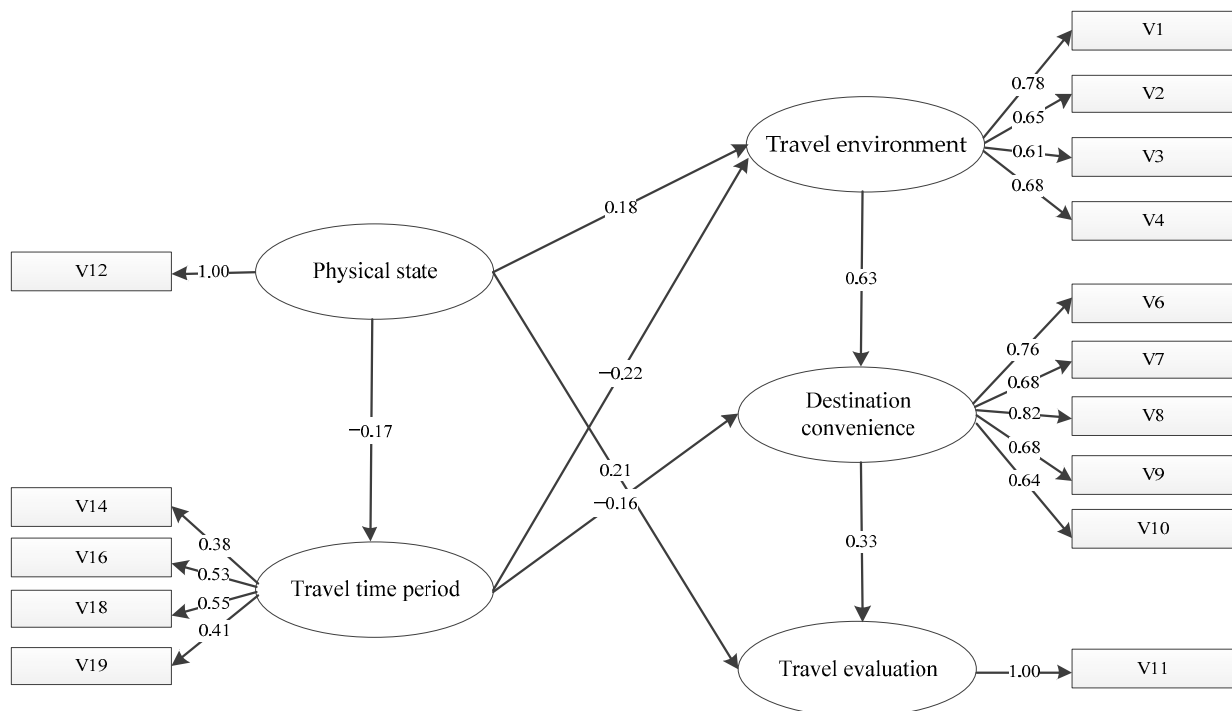 V1
0.78
V2
0.65
Travel environment
0.61
V3
0.68
V4
0.18
V12
1.00
Physical state
0.63
V6
0.76
V7
0.68
−0.22
Destination
convenience
0.82
V8
−0.17
0.68
V9
0.21
0.64
−0.16
V10
V14
0.38
0.33
V16
0.53
Travel time period
V18
0.55
0.41
V19
Travel evaluation
1.00
V11